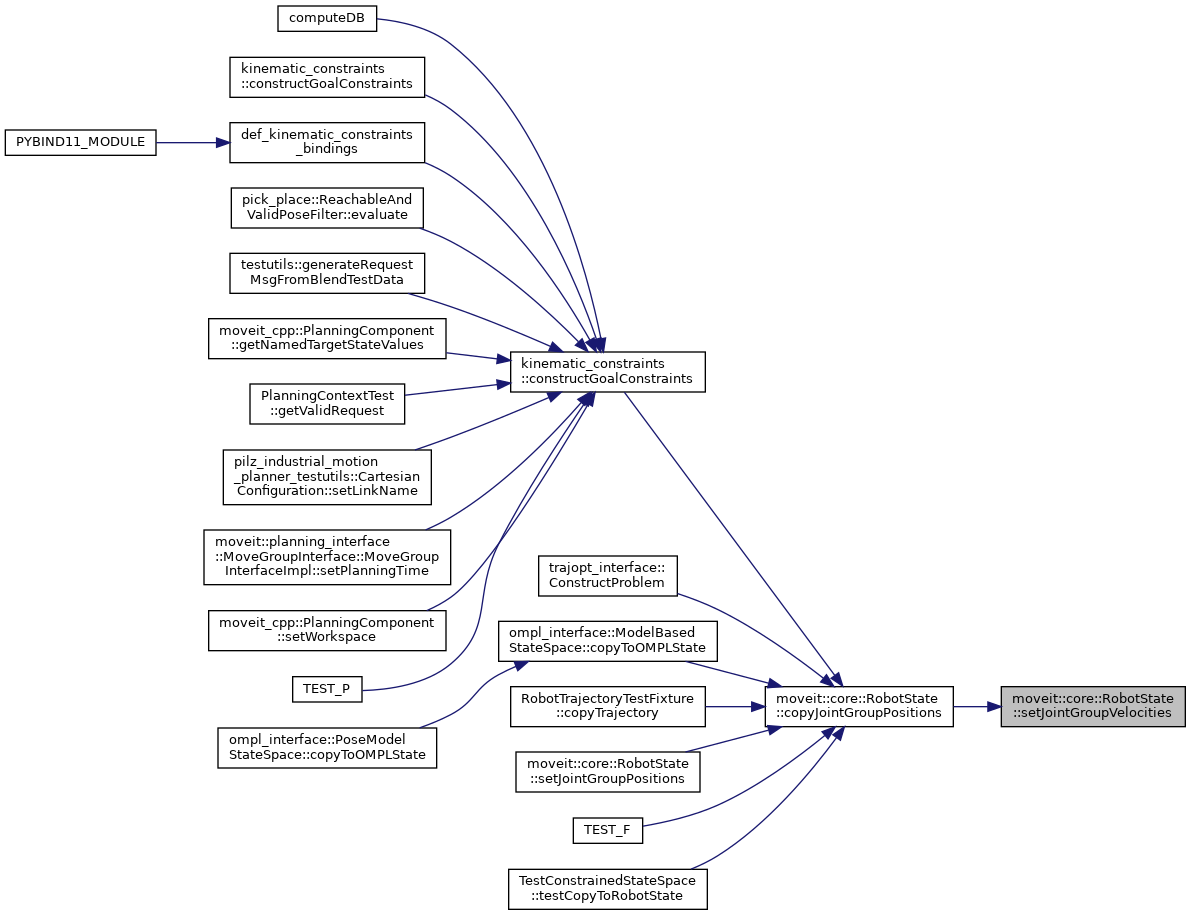 computeDB
kinematic_constraints
::constructGoalConstraints
def_kinematic_constraints
_bindings
PYBIND11_MODULE
pick_place::ReachableAnd
ValidPoseFilter::evaluate
testutils::generateRequest
MsgFromBlendTestData
moveit_cpp::PlanningComponent
::getNamedTargetStateValues
kinematic_constraints
::constructGoalConstraints
PlanningContextTest
::getValidRequest
pilz_industrial_motion
_planner_testutils::Cartesian
Configuration::setLinkName
moveit::planning_interface
::MoveGroupInterface::MoveGroup
InterfaceImpl::setPlanningTime
trajopt_interface::
ConstructProblem
moveit_cpp::PlanningComponent
::setWorkspace
ompl_interface::ModelBased
StateSpace::copyToOMPLState
TEST_P
RobotTrajectoryTestFixture
::copyTrajectory
moveit::core::RobotState
::copyJointGroupPositions
moveit::core::RobotState
::setJointGroupVelocities
ompl_interface::PoseModel
StateSpace::copyToOMPLState
moveit::core::RobotState
::setJointGroupPositions
TEST_F
TestConstrainedStateSpace
::testCopyToRobotState